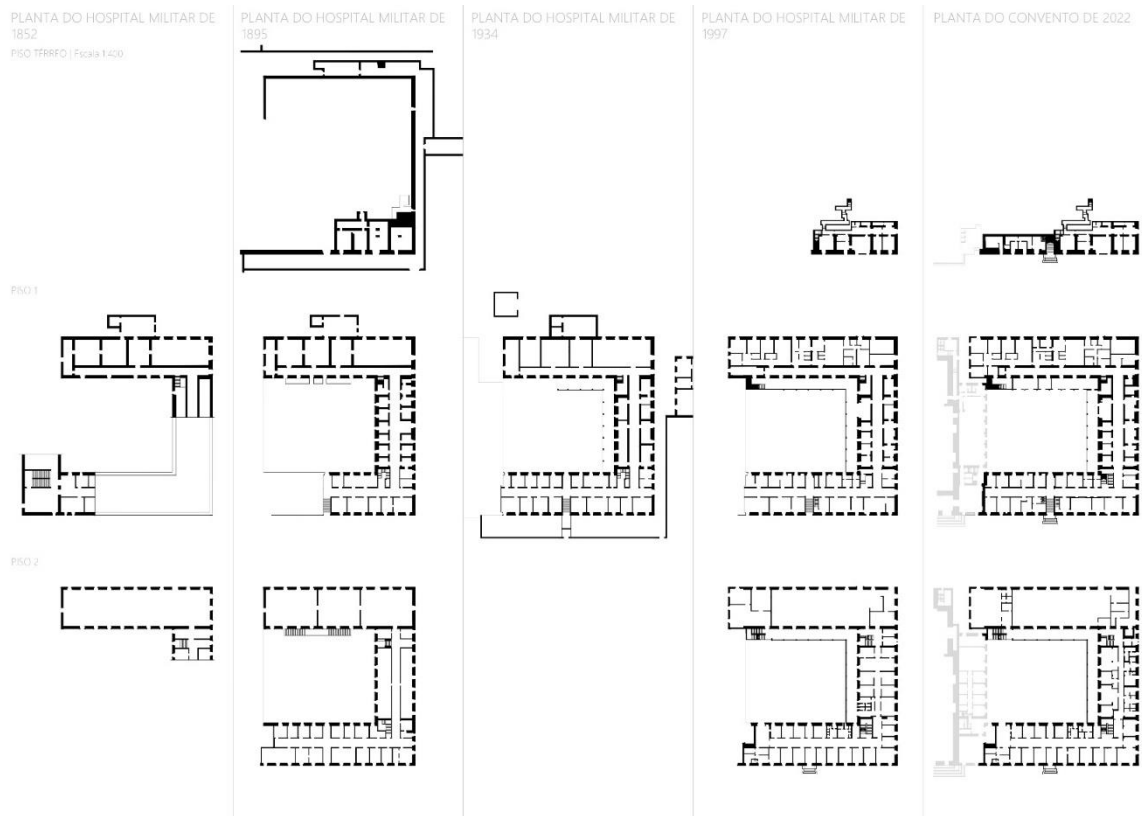 PLANTA DO HOSPITAL MILITAR DE
1852
PISO TÉRREO | Escala 1:400
PLANTA DO HOSPITAL MILITAR DE
1895
PLANTA DO HOSPITAL MILITAR DE
1934
PLANTA DO HOSPITAL MILITAR DE
1997
PLANTA DO CONVENTO DE 2022
PISO 1
PISO 2